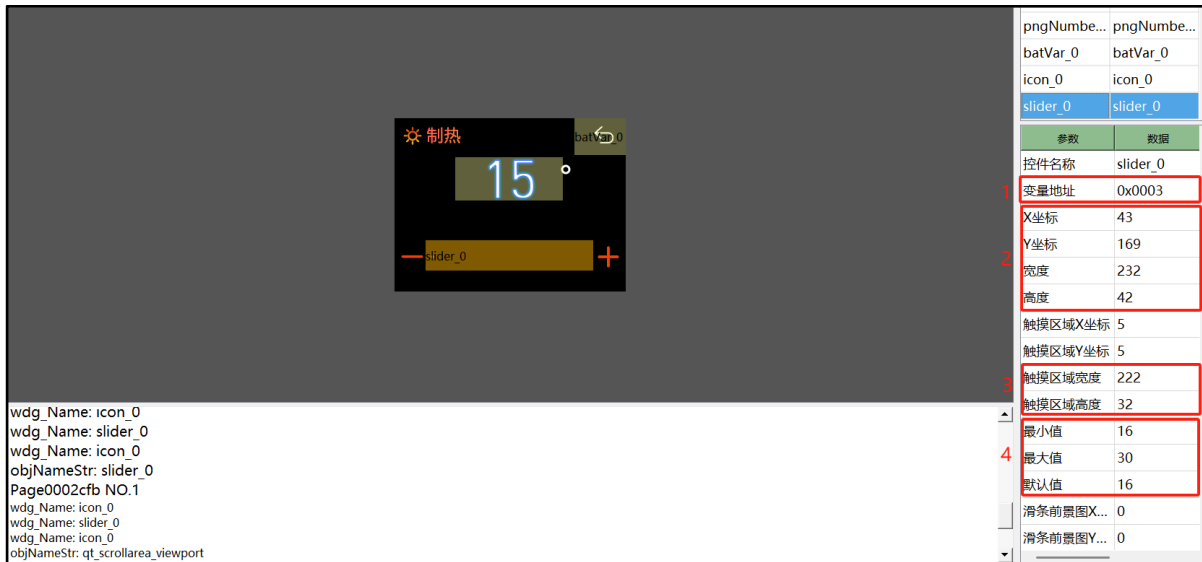 制热
batVar_0
15°
slider_0
wdg_Name: icon_0
wdg_Name: slider_0
wdg_Name: icon_0
objNameStr: slider_0
Page0002cfb NO.1
wdg_Name: icon_0
wdg_Name: slider_0
wdg_Name: icon_0
objNameStr: qt_scrollarea_viewport
pngNumbe... pngNumbe...
batVar_0 batVar_0
icon_0 icon_0
slider_0 slider_0
参数 数据
控件名称 slider_0
1 变量地址 0x0003
X坐标 43
Y坐标 169
2 宽度 232
高度 42
触摸区域X坐标 5
触摸区域Y坐标 5
3 触摸区域宽度 222
触摸区域高度 32
最小值 16
4 最大值 30
默认值 16
滑条前景图X... 0
滑条前景图Y... 0